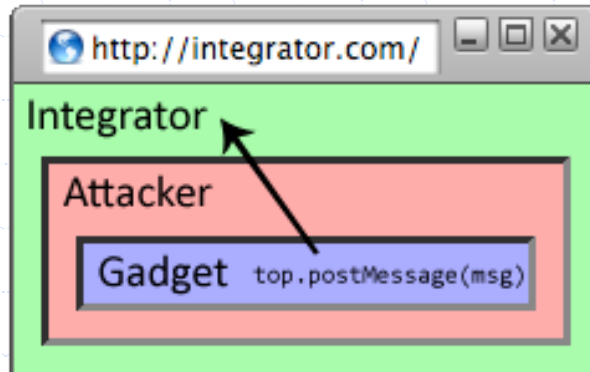 http://integrator.com/
Integrator
Attacker
Gadget top.postMessage(msg)